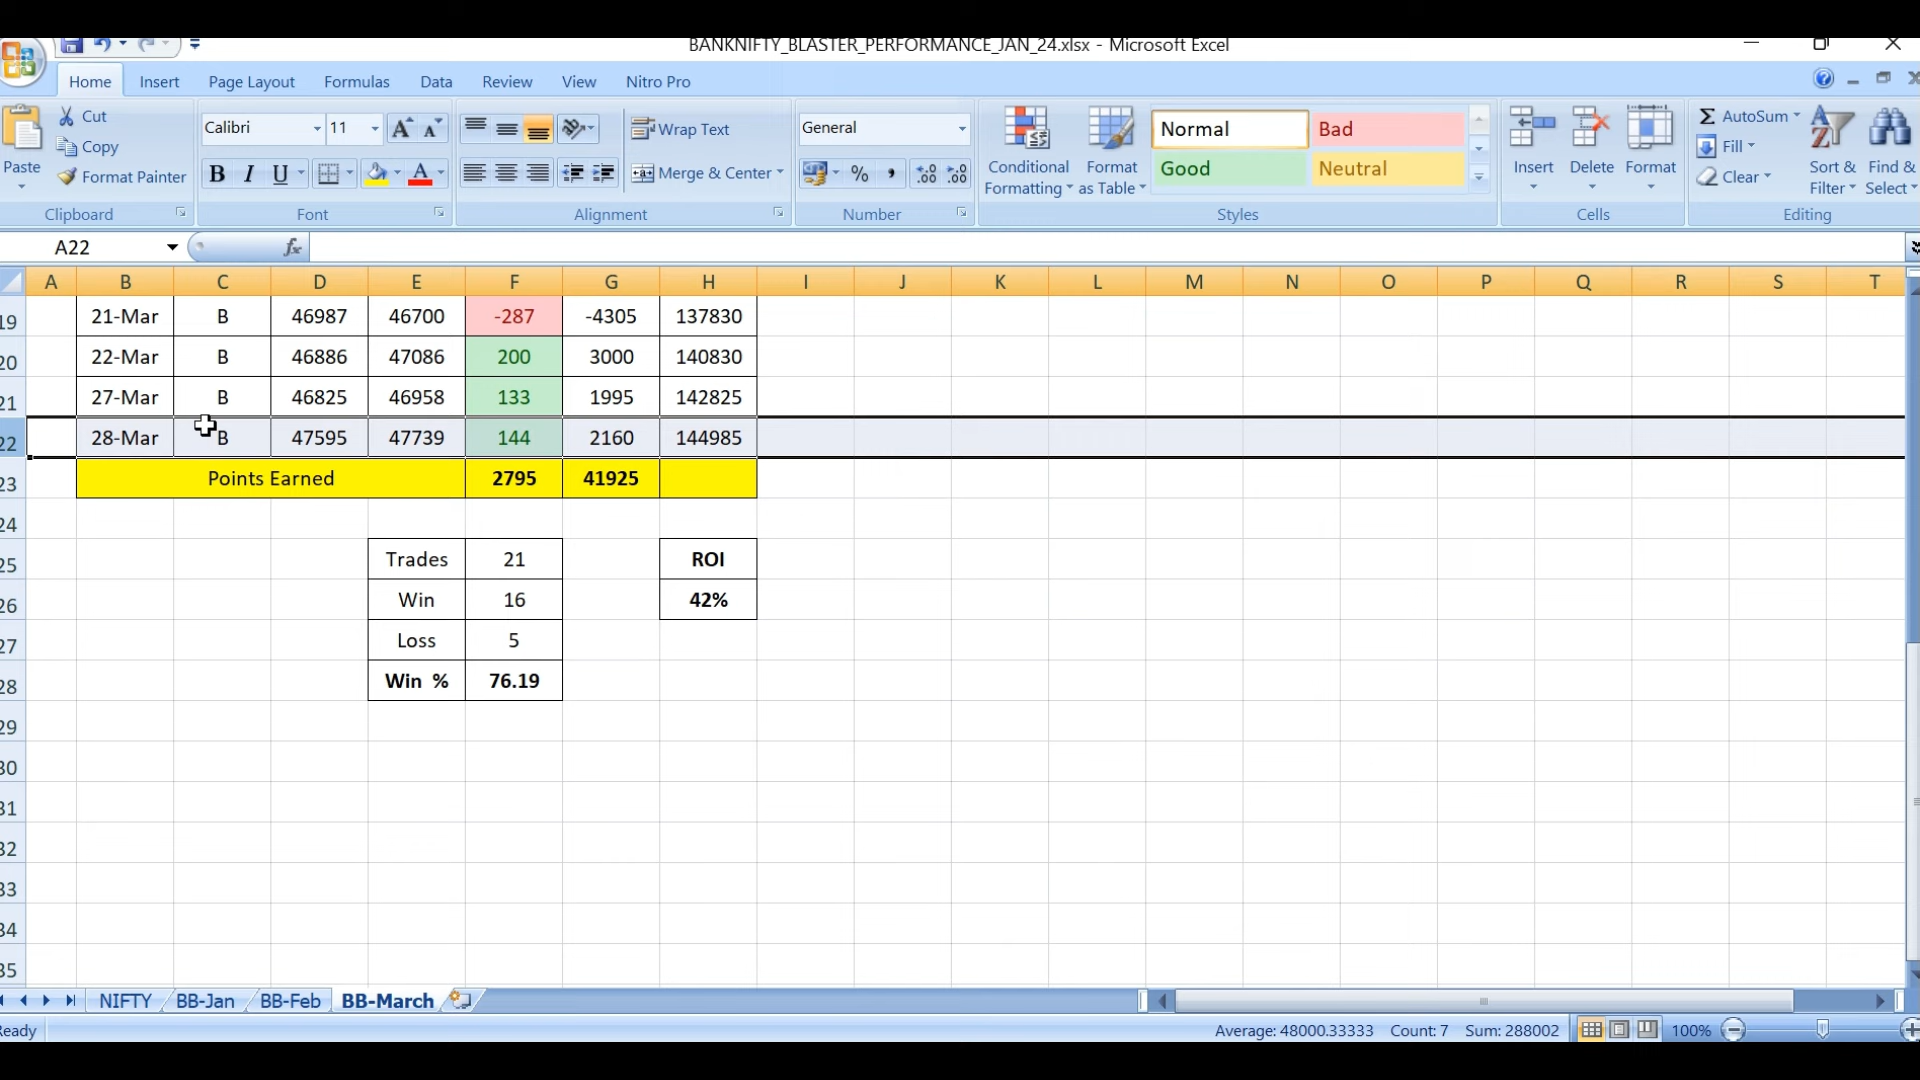 BANKNIFTY_BLASTER_PERFORMANCE_JAN_24.xlsx - Microsoft Excel
Home Insert Page Layout Formulas Data Review View Nitro Pro
Paste
Cut
Copy
Format Painter
Clipboard
Calibri 11
B I U
Font
Wrap Text
Merge & Center
Alignment
General
%
Number
Conditional Formatting
Format as Table
Normal Bad
Good Neutral
Styles
Insert Delete Format
Cells
AutoSum
Fill
Clear
Sort & Filter
Find & Select
Editing
A22 fx
A B C D E F G H I J K L M N O P Q R S T
19 21-Mar B 46987 46700 -287 -4305 137830
20 22-Mar B 46886 47086 200 3000 140830
21 27-Mar B 46825 46958 133 1995 142825
22 28-Mar B 47595 47739 144 2160 144985
23 Points Earned 2795 41925
24
25 Trades 21 ROI
26 Win 16 42%
27 Loss 5
28 Win % 76.19
29
30
31
32
33
34
35
NIFTY BB-Jan BB-Feb BB-March
Ready Average: 48000.33333 Count: 7 Sum: 288002 100%